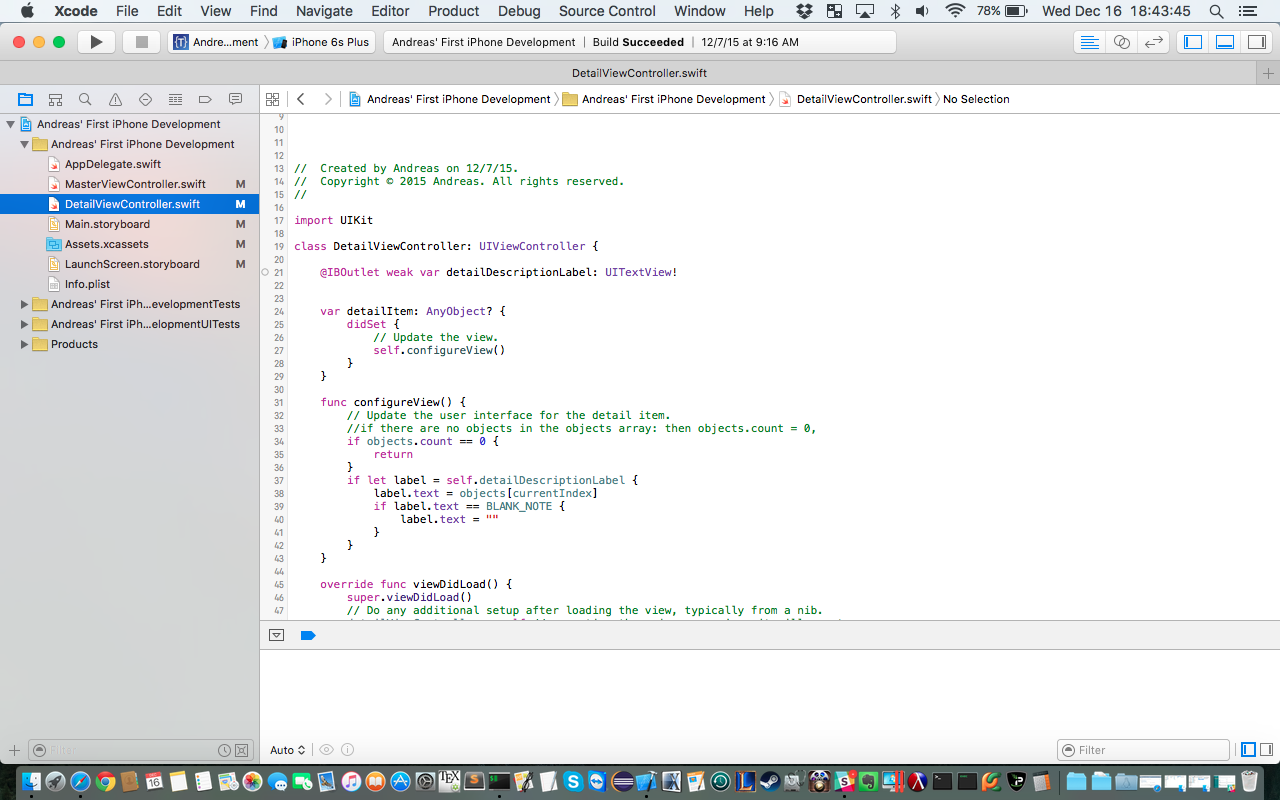 Xcode File Edit View Find Navigate Editor Product Debug Source Control Window Help 78% Wed Dec 16 18:43:45
Andre...ment iPhone 6s Plus Andreas' First iPhone Development | Build Succeeded | 12/7/15 at 9:16 AM
DetailViewController.swift
Andreas' First iPhone Development Andreas' First iPhone Development DetailViewController.swift No Selection
Andreas' First iPhone Development
Andreas' First iPhone Development
AppDelegate.swift
MasterViewController.swift M
DetailViewController.swift M
Main.storyboard M
Assets.xcassets M
LaunchScreen.storyboard M
Info.plist
Andreas' First iPh...evelopmentTests
Andreas' First iPh...elopmentUITests
Products
Filter
9
10
11
12
13 //  Created by Andreas on 12/7/15.
14 //  Copyright © 2015 Andreas. All rights reserved.
15 //
16
17 import UIKit
18
19 class DetailViewController: UIViewController {
20
21     @IBOutlet weak var detailDescriptionLabel: UITextView!
22
23
24     var detailItem: AnyObject? {
25         didSet {
26             // Update the view.
27             self.configureView()
28         }
29     }
30
31     func configureView() {
32         // Update the user interface for the detail item.
33         //if there are no objects in the objects array: then objects.count = 0,
34         if objects.count == 0 {
35             return
36         }
37         if let label = self.detailDescriptionLabel {
38             label.text = objects[currentIndex]
39             if label.text == BLANK_NOTE {
40                 label.text = ""
41             }
42         }
43     }
44
45     override func viewDidLoad() {
46         super.viewDidLoad()
47         // Do any additional setup after loading the view, typically from a nib.
Auto Filter